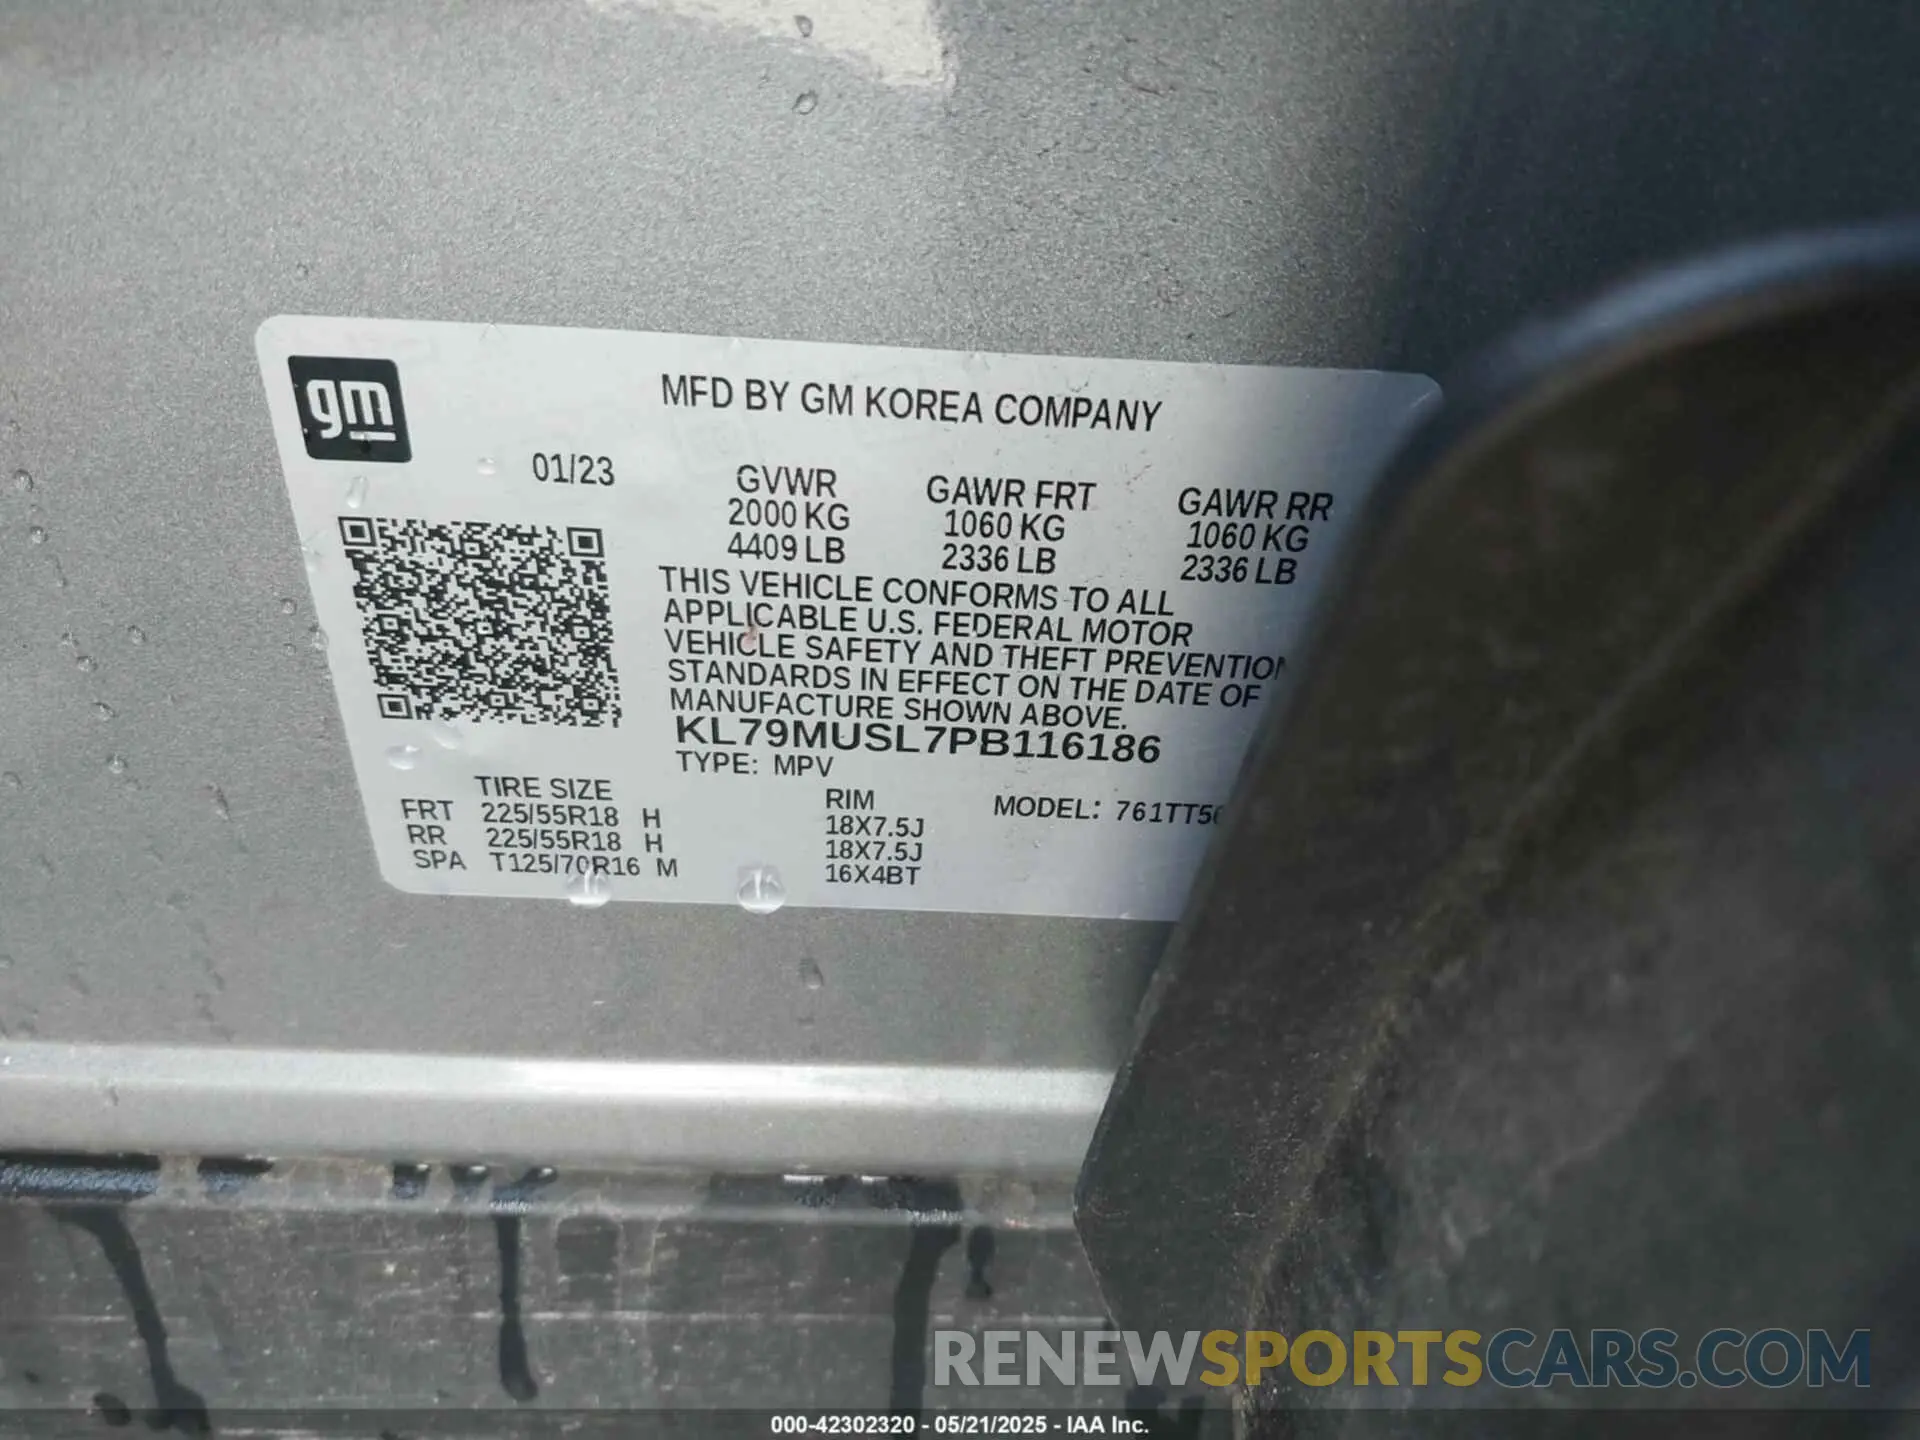 gm
MFD BY GM KOREA COMPANY
01/23
GVWR GAWR FRT GAWR RR
2000 KG 1060 KG 1060 KG
4409 LB 2336 LB 2336 LB
THIS VEHICLE CONFORMS TO ALL
APPLICABLE U.S. FEDERAL MOTOR
VEHICLE SAFETY AND THEFT PREVENTION
STANDARDS IN EFFECT ON THE DATE OF
MANUFACTURE SHOWN ABOVE.
KL79MUSL7PB116186
TYPE: MPV
TIRE SIZE RIM MODEL: 761TT5
FRT 225/55R18 H 18X7.5J
RR 225/55R18 H 18X7.5J
SPA T125/70R16 M 16X4BT
RENEWSPORTSCARS.COM
000-42302320 - 05/21/2025 - IAA Inc.